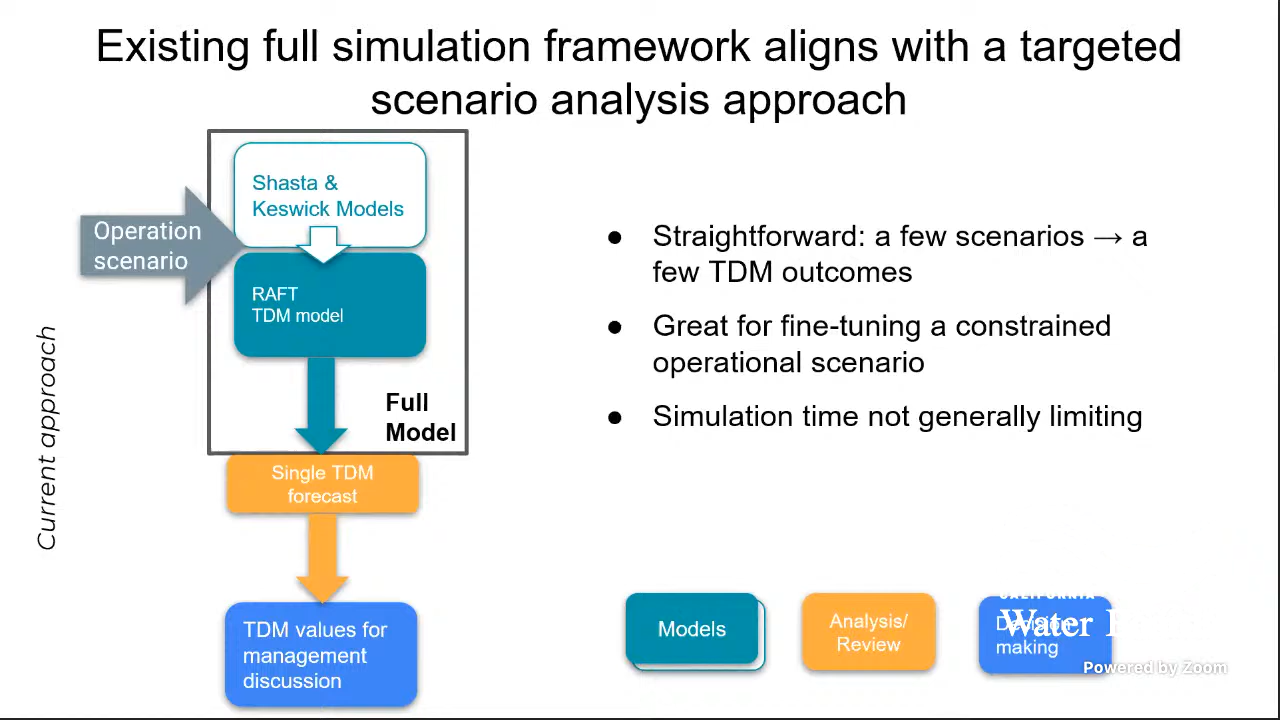 Existing full simulation framework aligns with a targeted
scenario analysis approach
Shasta &
Keswick Models
Operation
scenario
RAFT
TDM model
Full
Model
Single TDM
forecast
TDM values for
management
discussion
Current approach
● Straightforward: a few scenarios → a
few TDM outcomes
● Great for fine-tuning a constrained
operational scenario
● Simulation time not generally limiting
Models
Analysis/
Review
making
CALIFORNIA
Water
Powered by Zoom